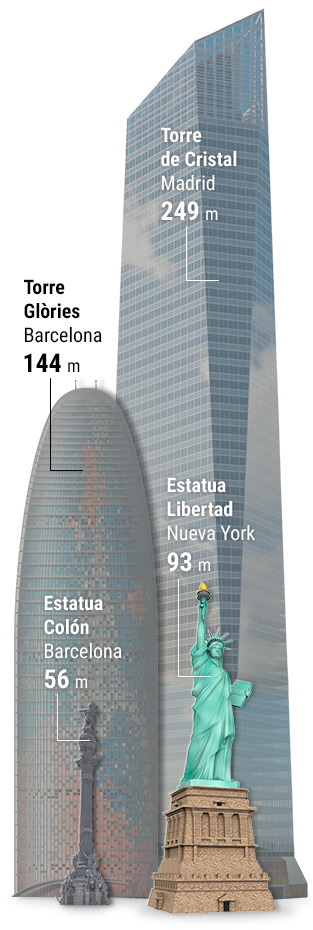 Torre
de Cristal
Madrid
249 m
Torre
Glòries
Barcelona
144 m
Estatua
Libertad
Nueva York
93 m
Estatua
Colón
Barcelona
56 m